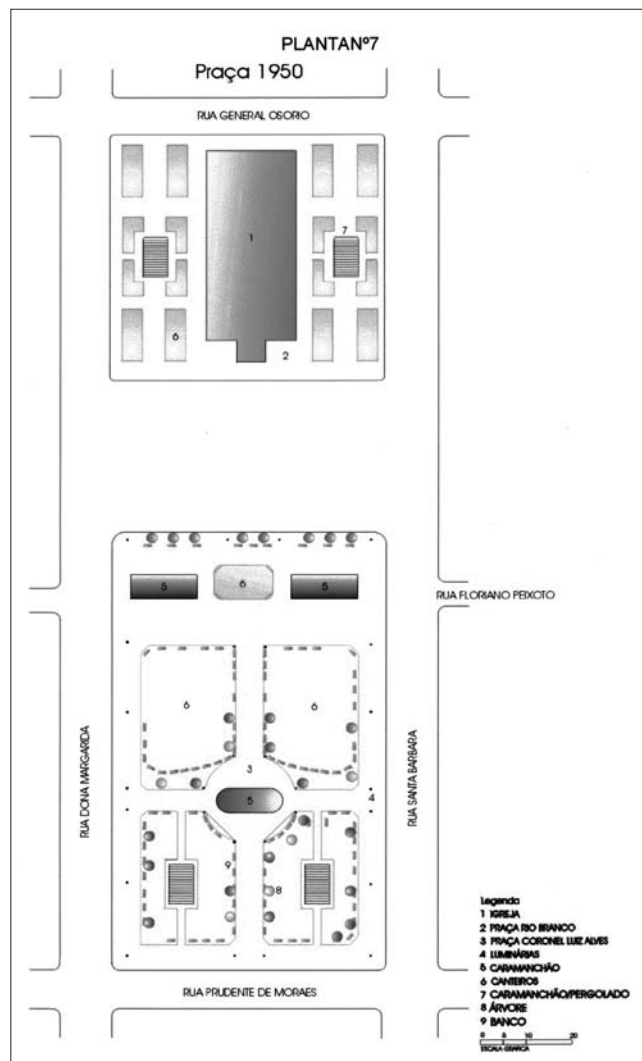 PLANTANº7
Praça 1950
RUA GENERAL OSORIO
7
1
6
2
5
6
5
RUA FLORIANO PEIXOTO
6
6
RUA DONA MARGARIDA
3
5
4
RUA SANTA BARBARA
9
8
RUA PRUDENTE DE MORAES
Legenda
1 IGREJA
2 PRAÇA RIO BRANCO
3 PRAÇA CORONEL LUIZ ALVES
4 LUMINÁRIAS
5 CARAMANCHÃO
6 CANTEIROS
7 CARAMANCHÃO/PERGOLADO
8 ÁRVORE
9 BANCO
0 5 10 20
ESCALA GRAFICA